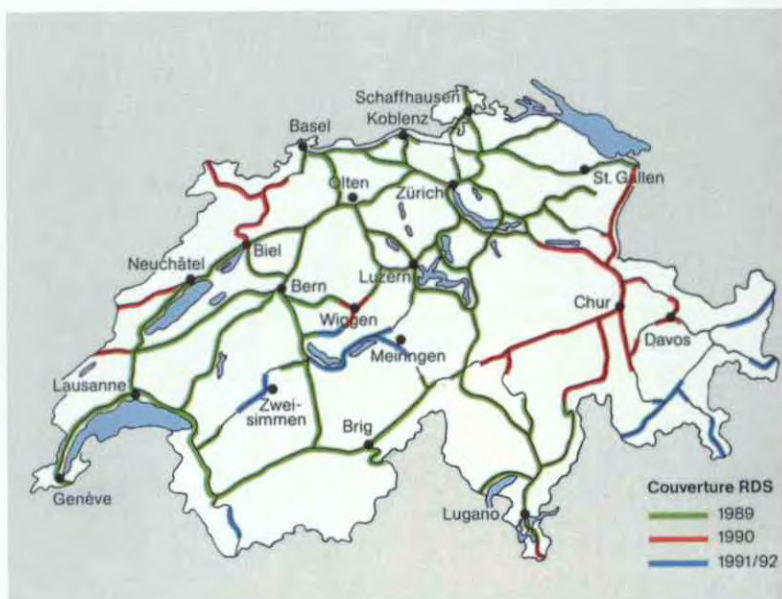 Schaffhausen
Koblenz
Basel
Olten
Zürich
St. Gallen
Biel
Neuchâtel
Bern
Luzern
Wiggen
Chur
Davos
Meiringen
Lausanne
Zwei-
simmen
Brig
Genève
Lugano
Couverture RDS
1989
1990
1991/92